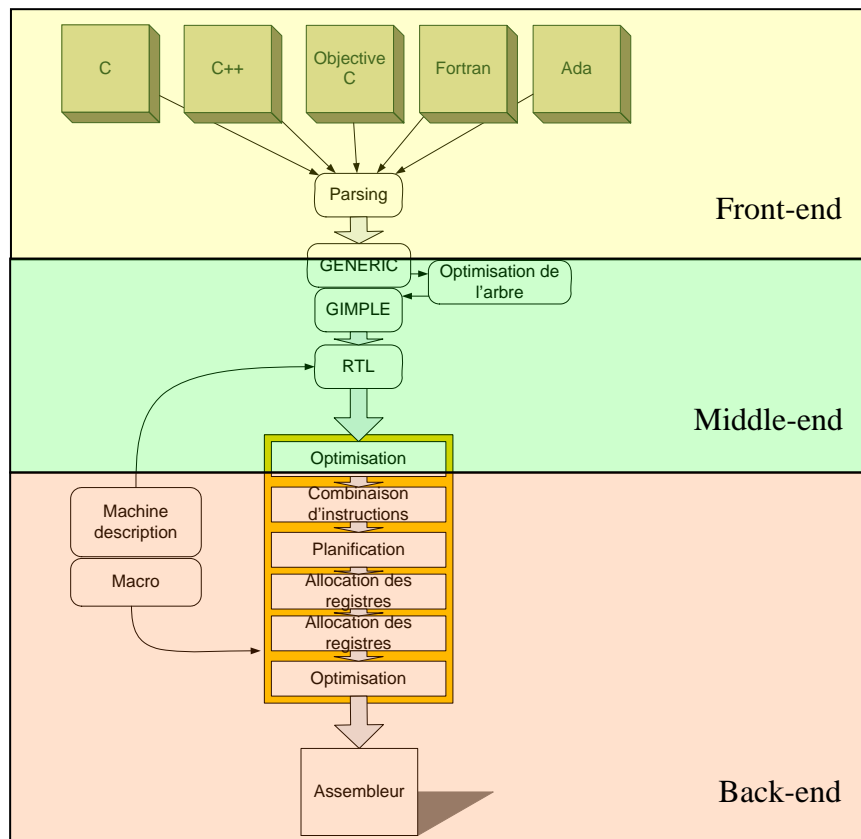 C
C++
Objective
C
Fortran
Ada
Parsing
Front-end
GENERIC
Optimisation de
l'arbre
GIMPLE
RTL
Middle-end
Optimisation
Combinaison
d'instructions
Machine
description
Planification
Macro
Allocation des
registres
Allocation des
registres
Optimisation
Assembleur
Back-end